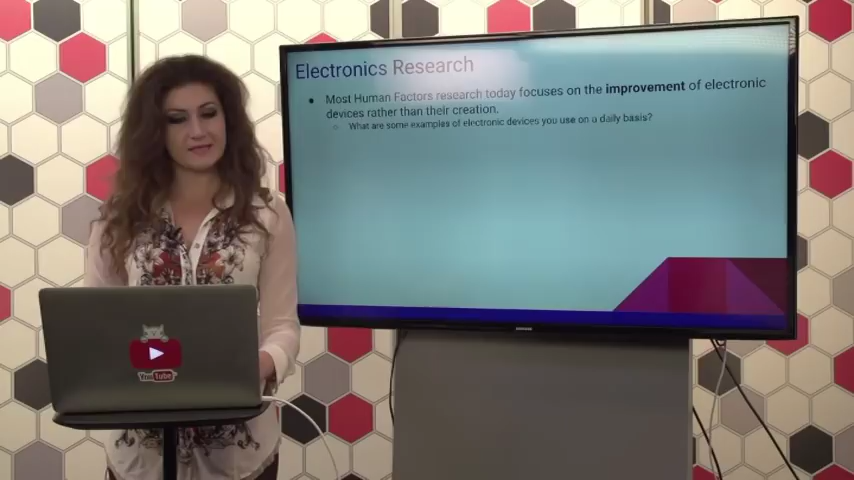 Electronics Research
● Most Human Factors research today focuses on the improvement of electronic
devices rather than their creation.
○ What are some examples of electronic devices you use on a daily basis?
SAMSUNG
YouTube